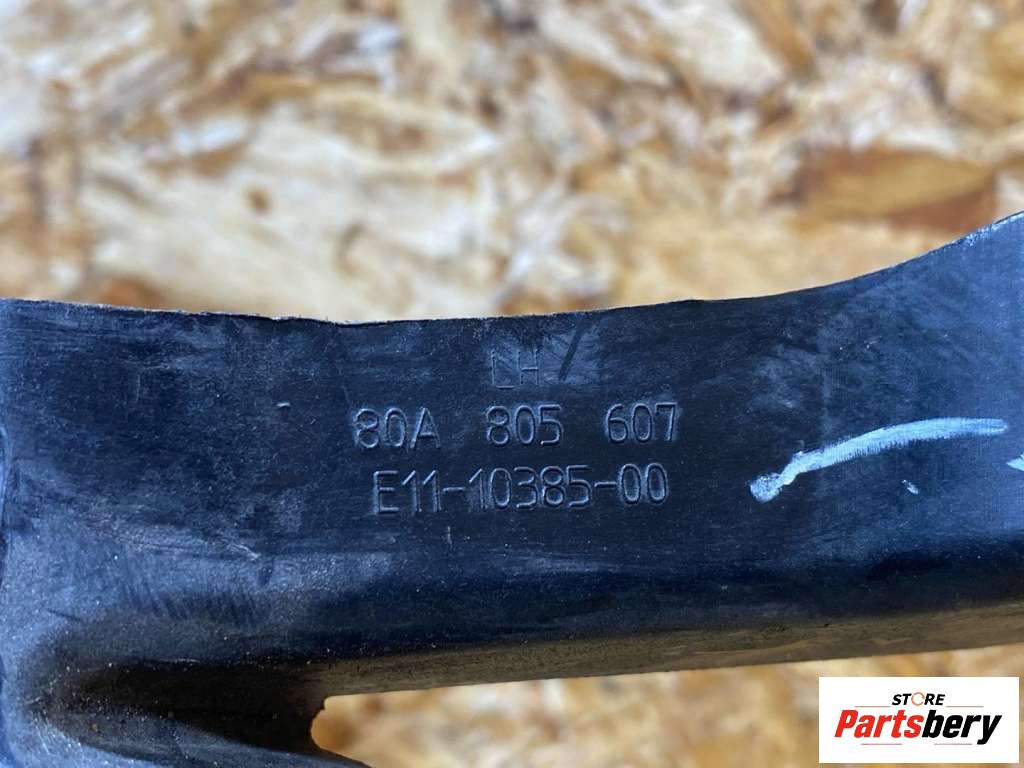 LH
80A 805 607
E11-10385-00
STORE
Partsbery